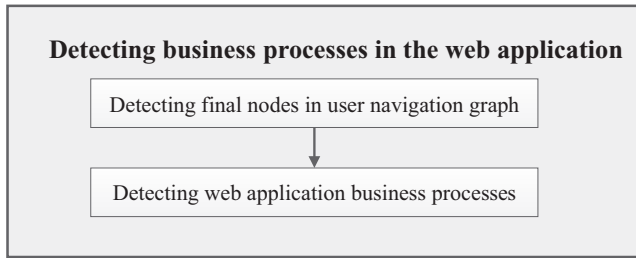 Detecting business processes in the web application
Detecting final nodes in user navigation graph
Detecting web application business processes